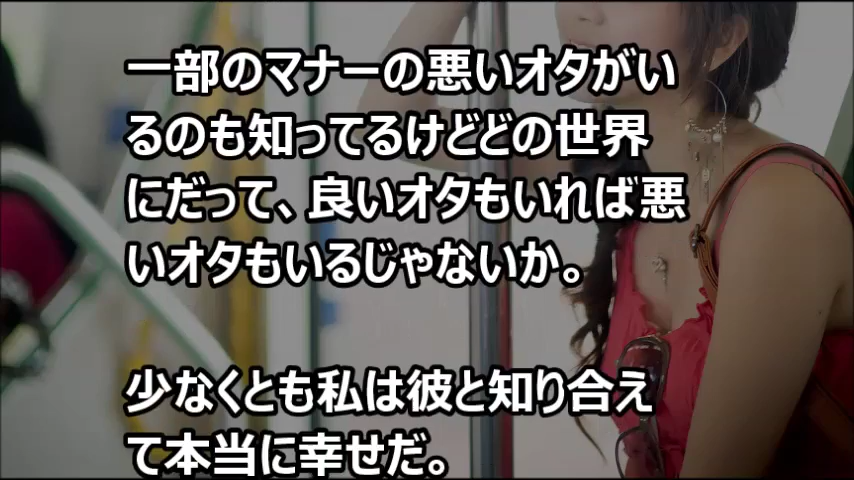 一部のマナーの悪いオタがい
るのも知ってるけどどの世界
にだって、良いオタもいれば悪
いオタもいるじゃないか。
少なくとも私は彼と知り合え
て本当に幸せだ。